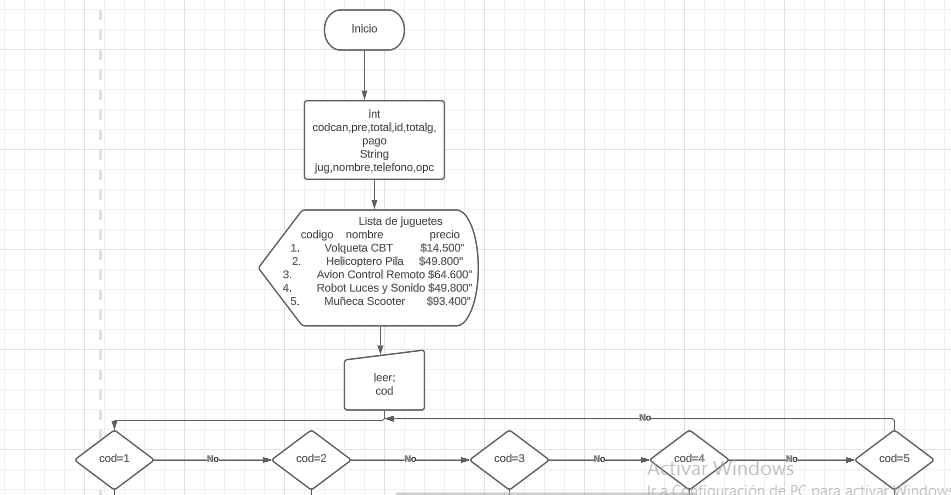 Inicio
int
codcan,pre,total,id,totalg,
pago
String
jug,nombre,telefono,opc
Lista de juguetes
codigo nombre precio
1. Volqueta CBT $14.500"
2. Helicoptero Pila $49.800"
3. Avion Control Remoto $64.600"
4. Robot Luces y Sonido $49.800"
5. Muñeca Scooter $93.400"
leer;
cod
No
cod=1 No cod=2 No cod=3 No cod=4 No cod=5
Activar Windows
Ir a Configuración de PC para activar Windows